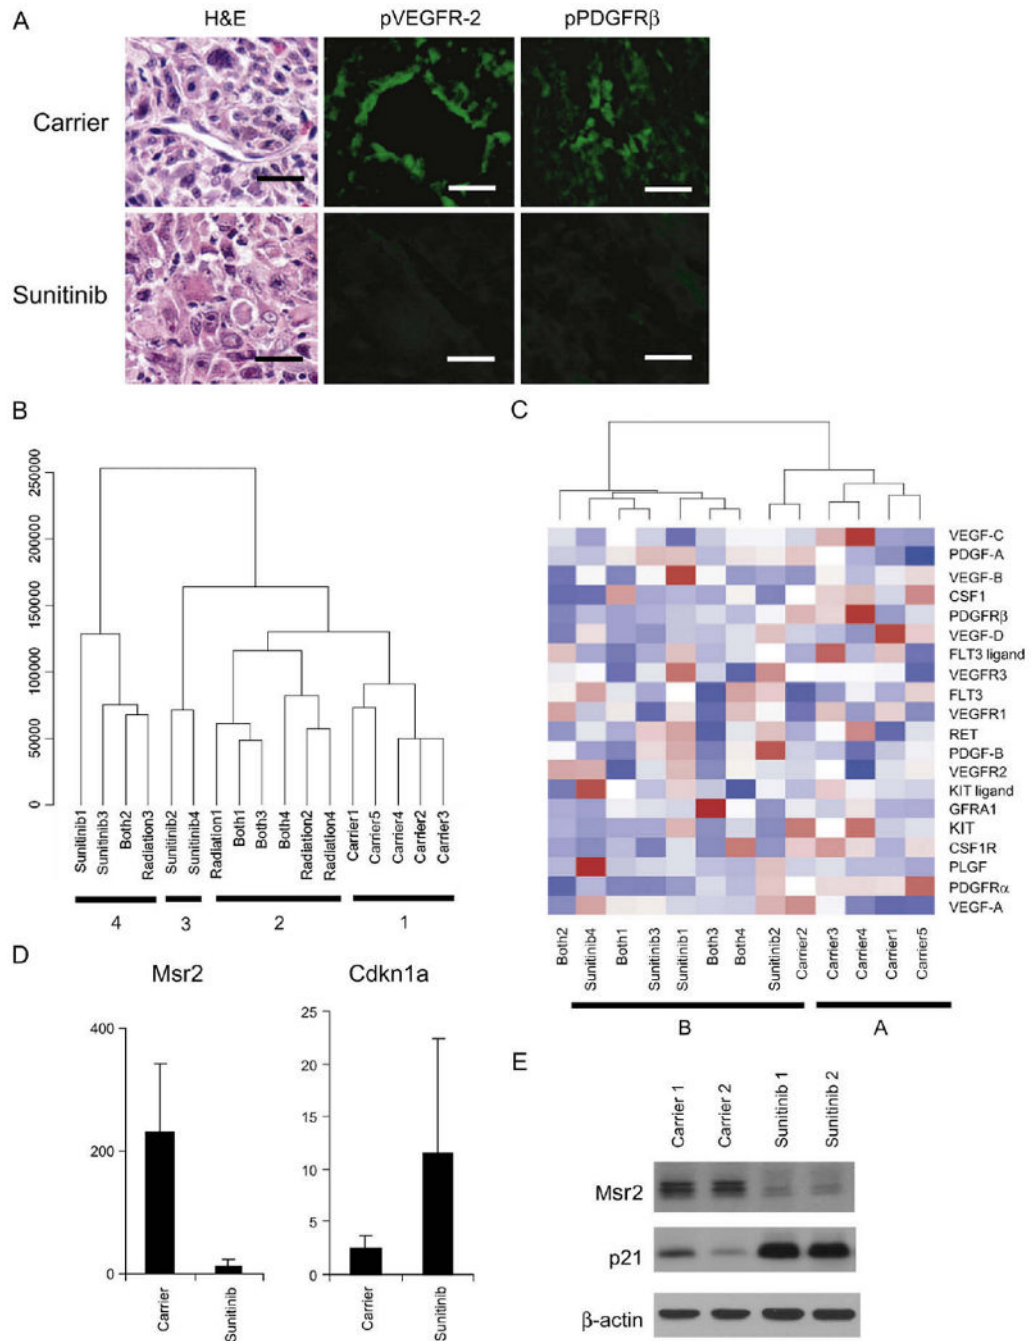 A
H&E pVEGFR-2 pPDGFRβ
Carrier
Sunitinib
B
250000
200000
150000
100000
50000
0
Sunitinib1
Sunitinib3
Both2
Radiation3
Sunitinib2
Sunitinib4
Radiation1
Both1
Both3
Both4
Radiation2
Radiation4
Carrier1
Carrier5
Carrier4
Carrier2
Carrier3
4 3 2 1
C
VEGF-C
PDGF-A
VEGF-B
CSF1
PDGFRβ
VEGF-D
FLT3 ligand
VEGFR3
FLT3
VEGFR1
RET
PDGF-B
VEGFR2
KIT ligand
GFRA1
KIT
CSF1R
PLGF
PDGFRα
VEGF-A
Both2
Sunitinib4
Both1
Sunitinib3
Sunitinib1
Both3
Both4
Sunitinib2
Carrier2
Carrier3
Carrier4
Carrier1
Carrier5
B A
D
Msr2
400
200
0
Carrier
Sunitinib
Cdkn1a
25
20
15
10
5
0
Carrier
Sunitinib
E
Carrier 1
Carrier 2
Sunitinib 1
Sunitinib 2
Msr2
p21
β-actin